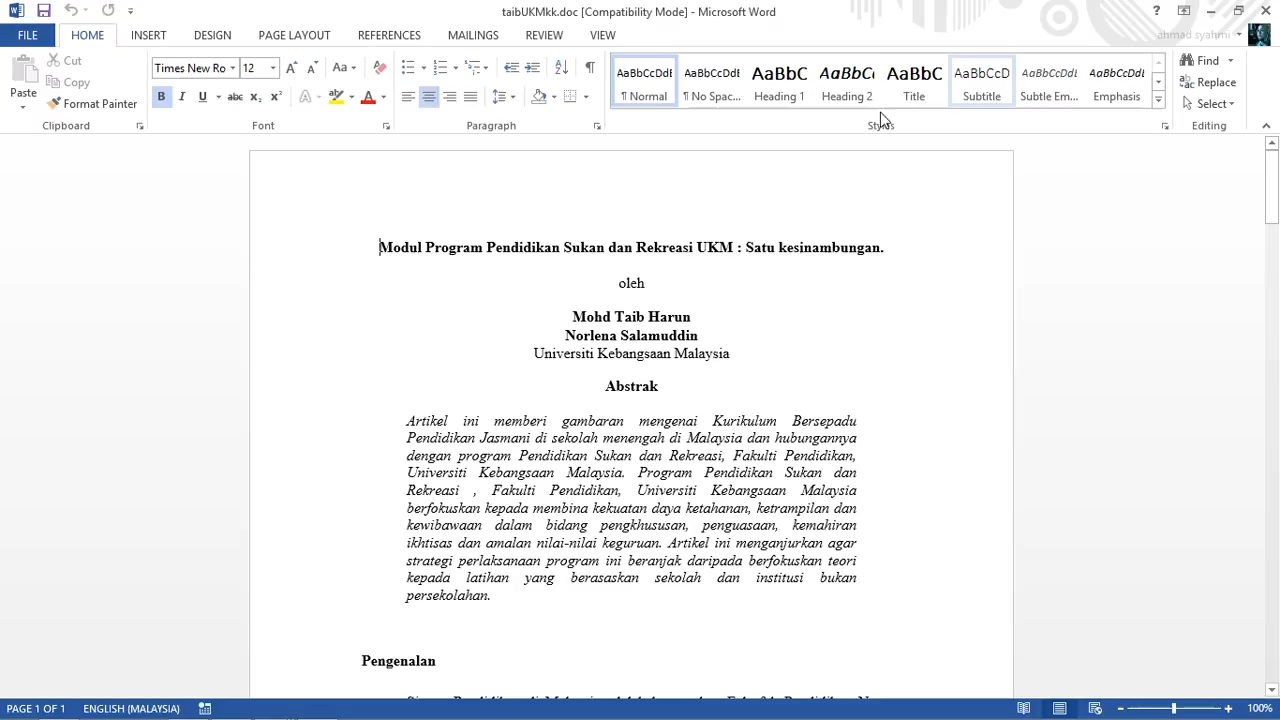 taibUKMkk.doc [Compatibility Mode] - Microsoft Word
FILE HOME INSERT DESIGN PAGE LAYOUT REFERENCES MAILINGS REVIEW VIEW ahmad syahmi
Paste
Cut
Copy
Format Painter
Clipboard
Times New Ro 12
Font
Paragraph
AaBbCcDdI AaBbCcDdI AaBbC AaBbCc AaBbC AaBbCcD AaBbCcDdI AaBbCcDdI
¶ Normal ¶ No Spac... Heading 1 Heading 2 Title Subtitle Subtle Em... Emphasis
Styles
Find
Replace
Select
Editing
Modul Program Pendidikan Sukan dan Rekreasi UKM : Satu kesinambungan.
oleh
Mohd Taib Harun
Norlena Salamuddin
Universiti Kebangsaan Malaysia
Abstrak
Artikel ini memberi gambaran mengenai Kurikulum Bersepadu
Pendidikan Jasmani di sekolah menengah di Malaysia dan hubungannya
dengan program Pendidikan Sukan dan Rekreasi, Fakulti Pendidikan,
Universiti Kebangsaan Malaysia. Program Pendidikan Sukan dan
Rekreasi , Fakulti Pendidikan, Universiti Kebangsaan Malaysia
berfokuskan kepada membina kekuatan daya ketahanan, ketrampilan dan
kewibawaan dalam bidang pengkhususan, penguasaan, kemahiran
ikhtisas dan amalan nilai-nilai keguruan. Artikel ini menganjurkan agar
strategi perlaksanaan program ini beranjak daripada berfokuskan teori
kepada latihan yang berasaskan sekolah dan institusi bukan
persekolahan.
Pengenalan
PAGE 1 OF 1 ENGLISH (MALAYSIA) 100%